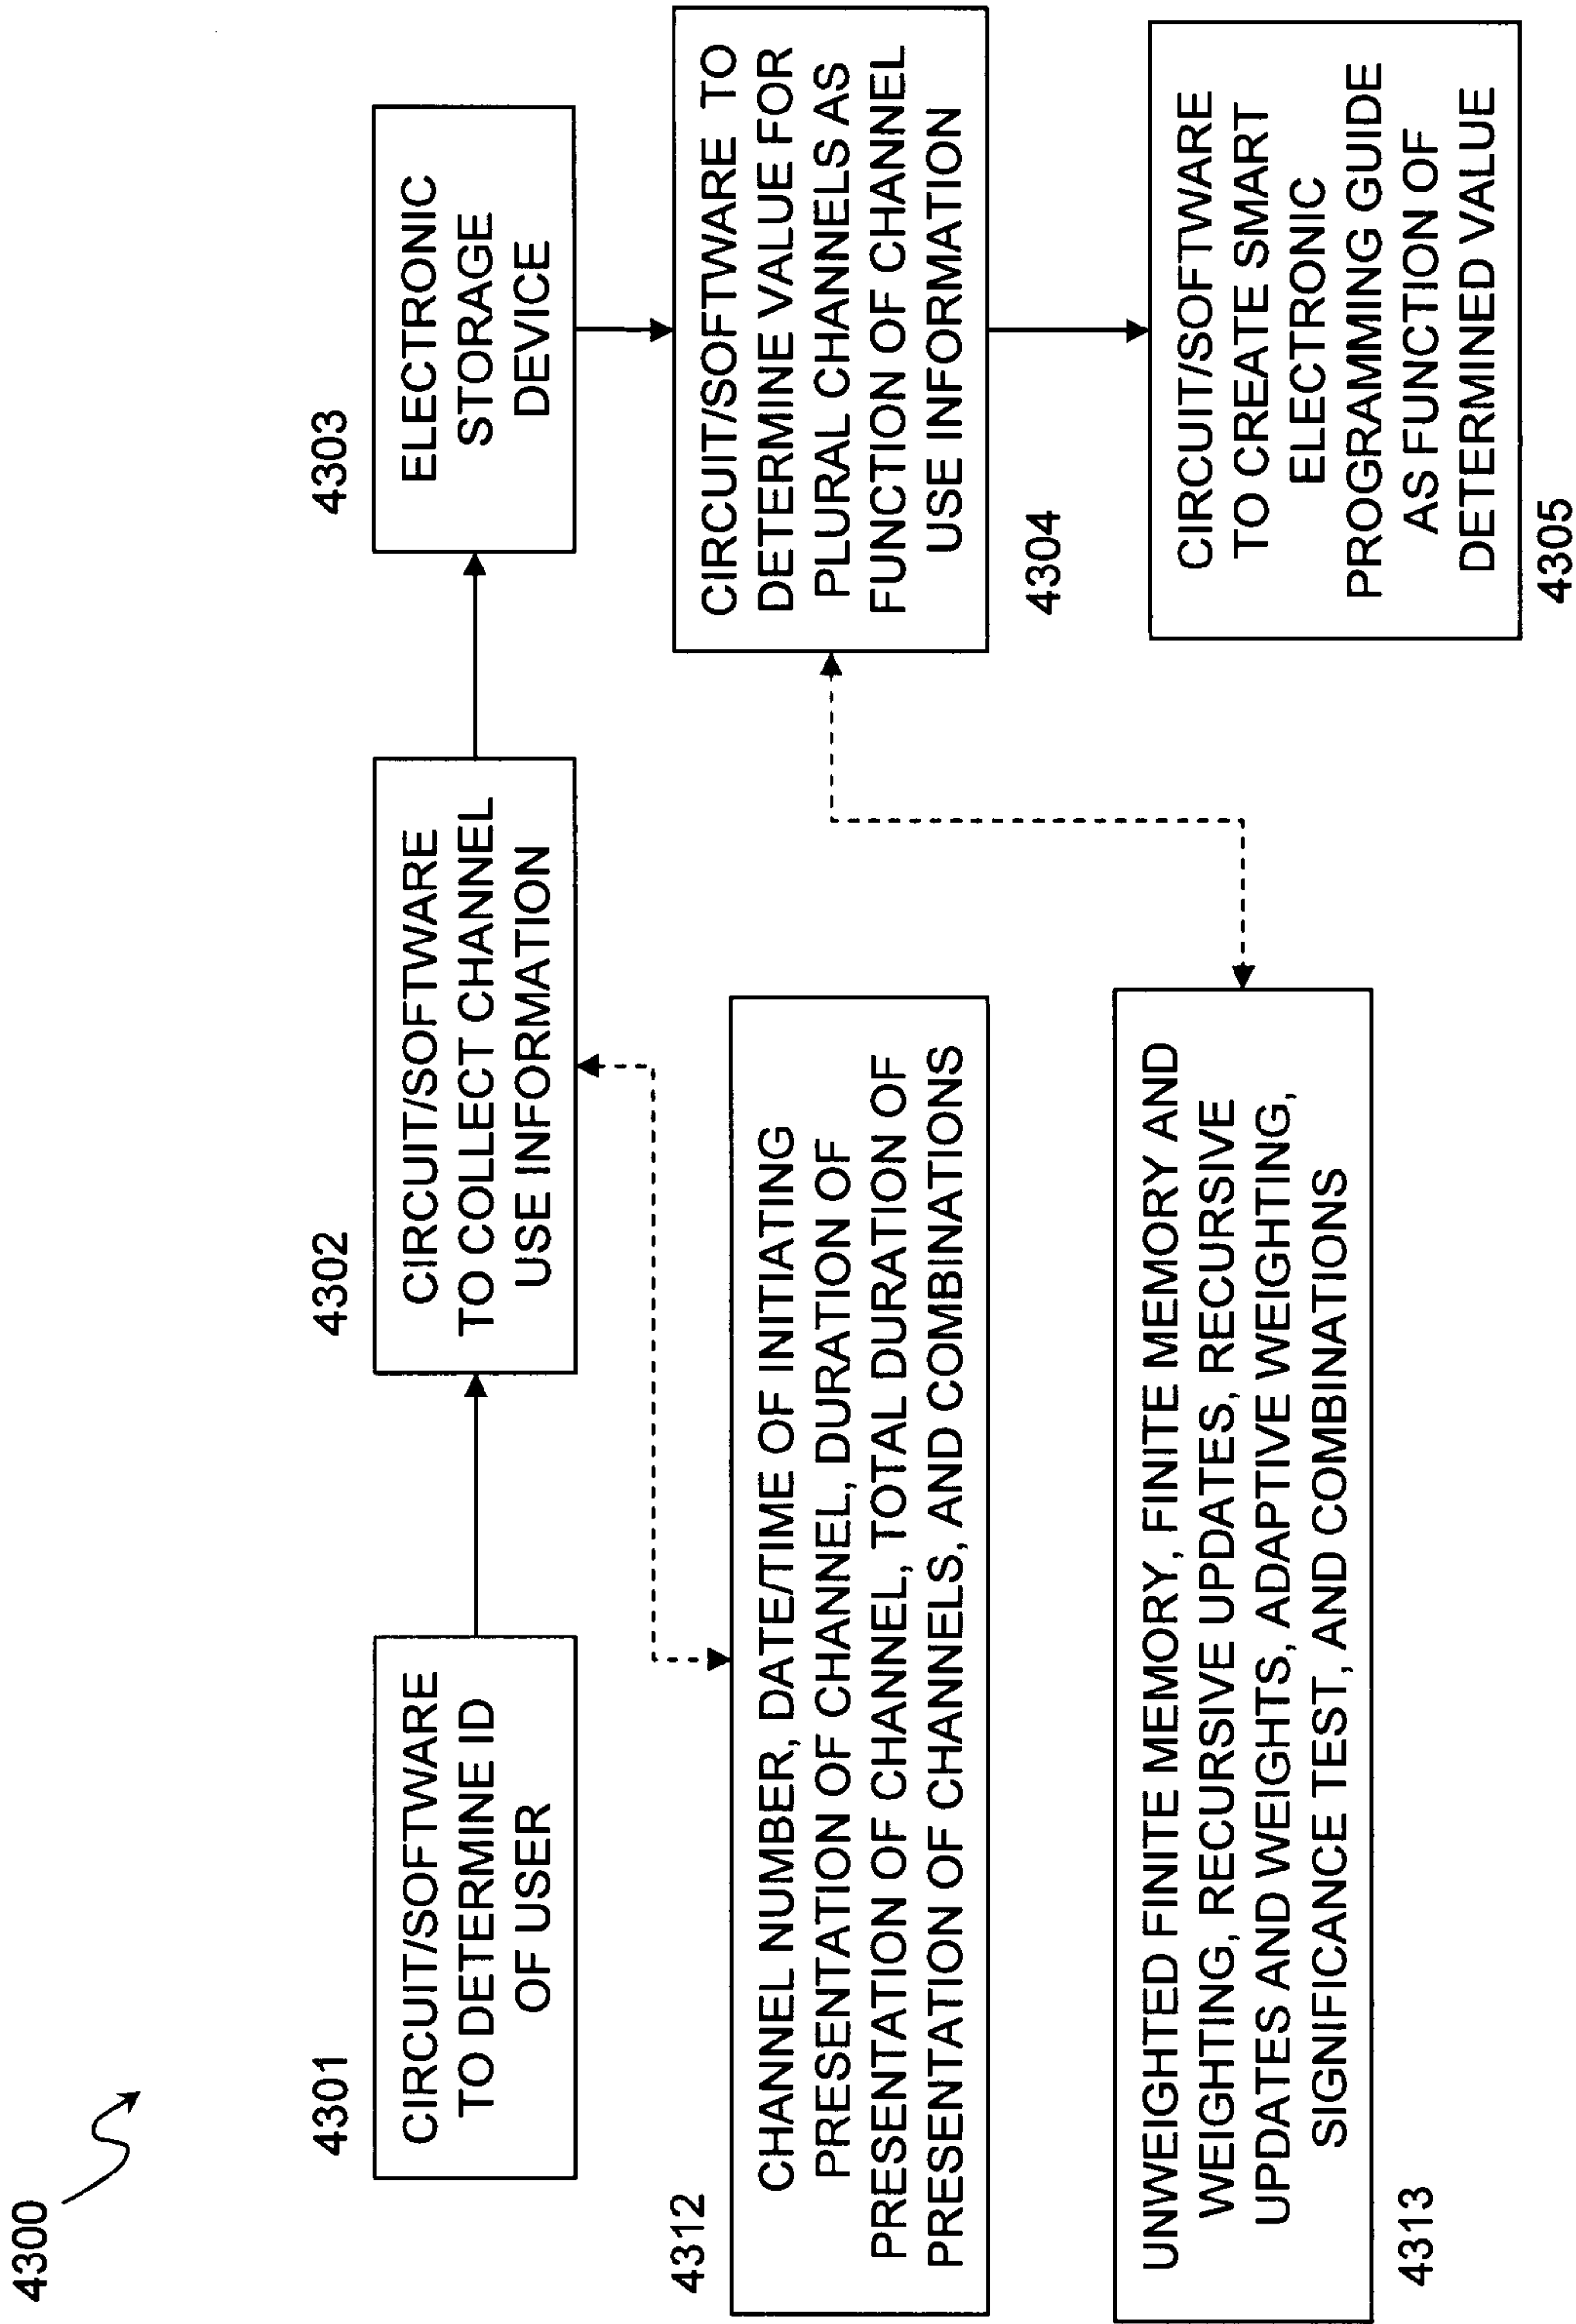 4300
4301
CIRCUIT/SOFTWARE
TO DETERMINE ID
OF USER
4302
CIRCUIT/SOFTWARE
TO COLLECT CHANNEL
USE INFORMATION
4303
ELECTRONIC
STORAGE
DEVICE
4312
CHANNEL NUMBER, DATE/TIME OF INITIATING
PRESENTATION OF CHANNEL, DURATION OF
PRESENTATION OF CHANNEL, TOTAL DURATION OF
PRESENTATION OF CHANNELS, AND COMBINATIONS
CIRCUIT/SOFTWARE TO
DETERMINE VALUE FOR
PLURAL CHANNELS AS
FUNCTION OF CHANNEL
USE INFORMATION
4304
UNWEIGHTED FINITE MEMORY, FINITE MEMORY AND
WEIGHTING, RECURSIVE UPDATES, RECURSIVE
UPDATES AND WEIGHTS, ADAPTIVE WEIGHTING,
SIGNIFICANCE TEST, AND COMBINATIONS
4313
CIRCUIT/SOFTWARE
TO CREATE SMART
ELECTRONIC
PROGRAMMING GUIDE
AS FUNCTION OF
DETERMINED VALUE
4305